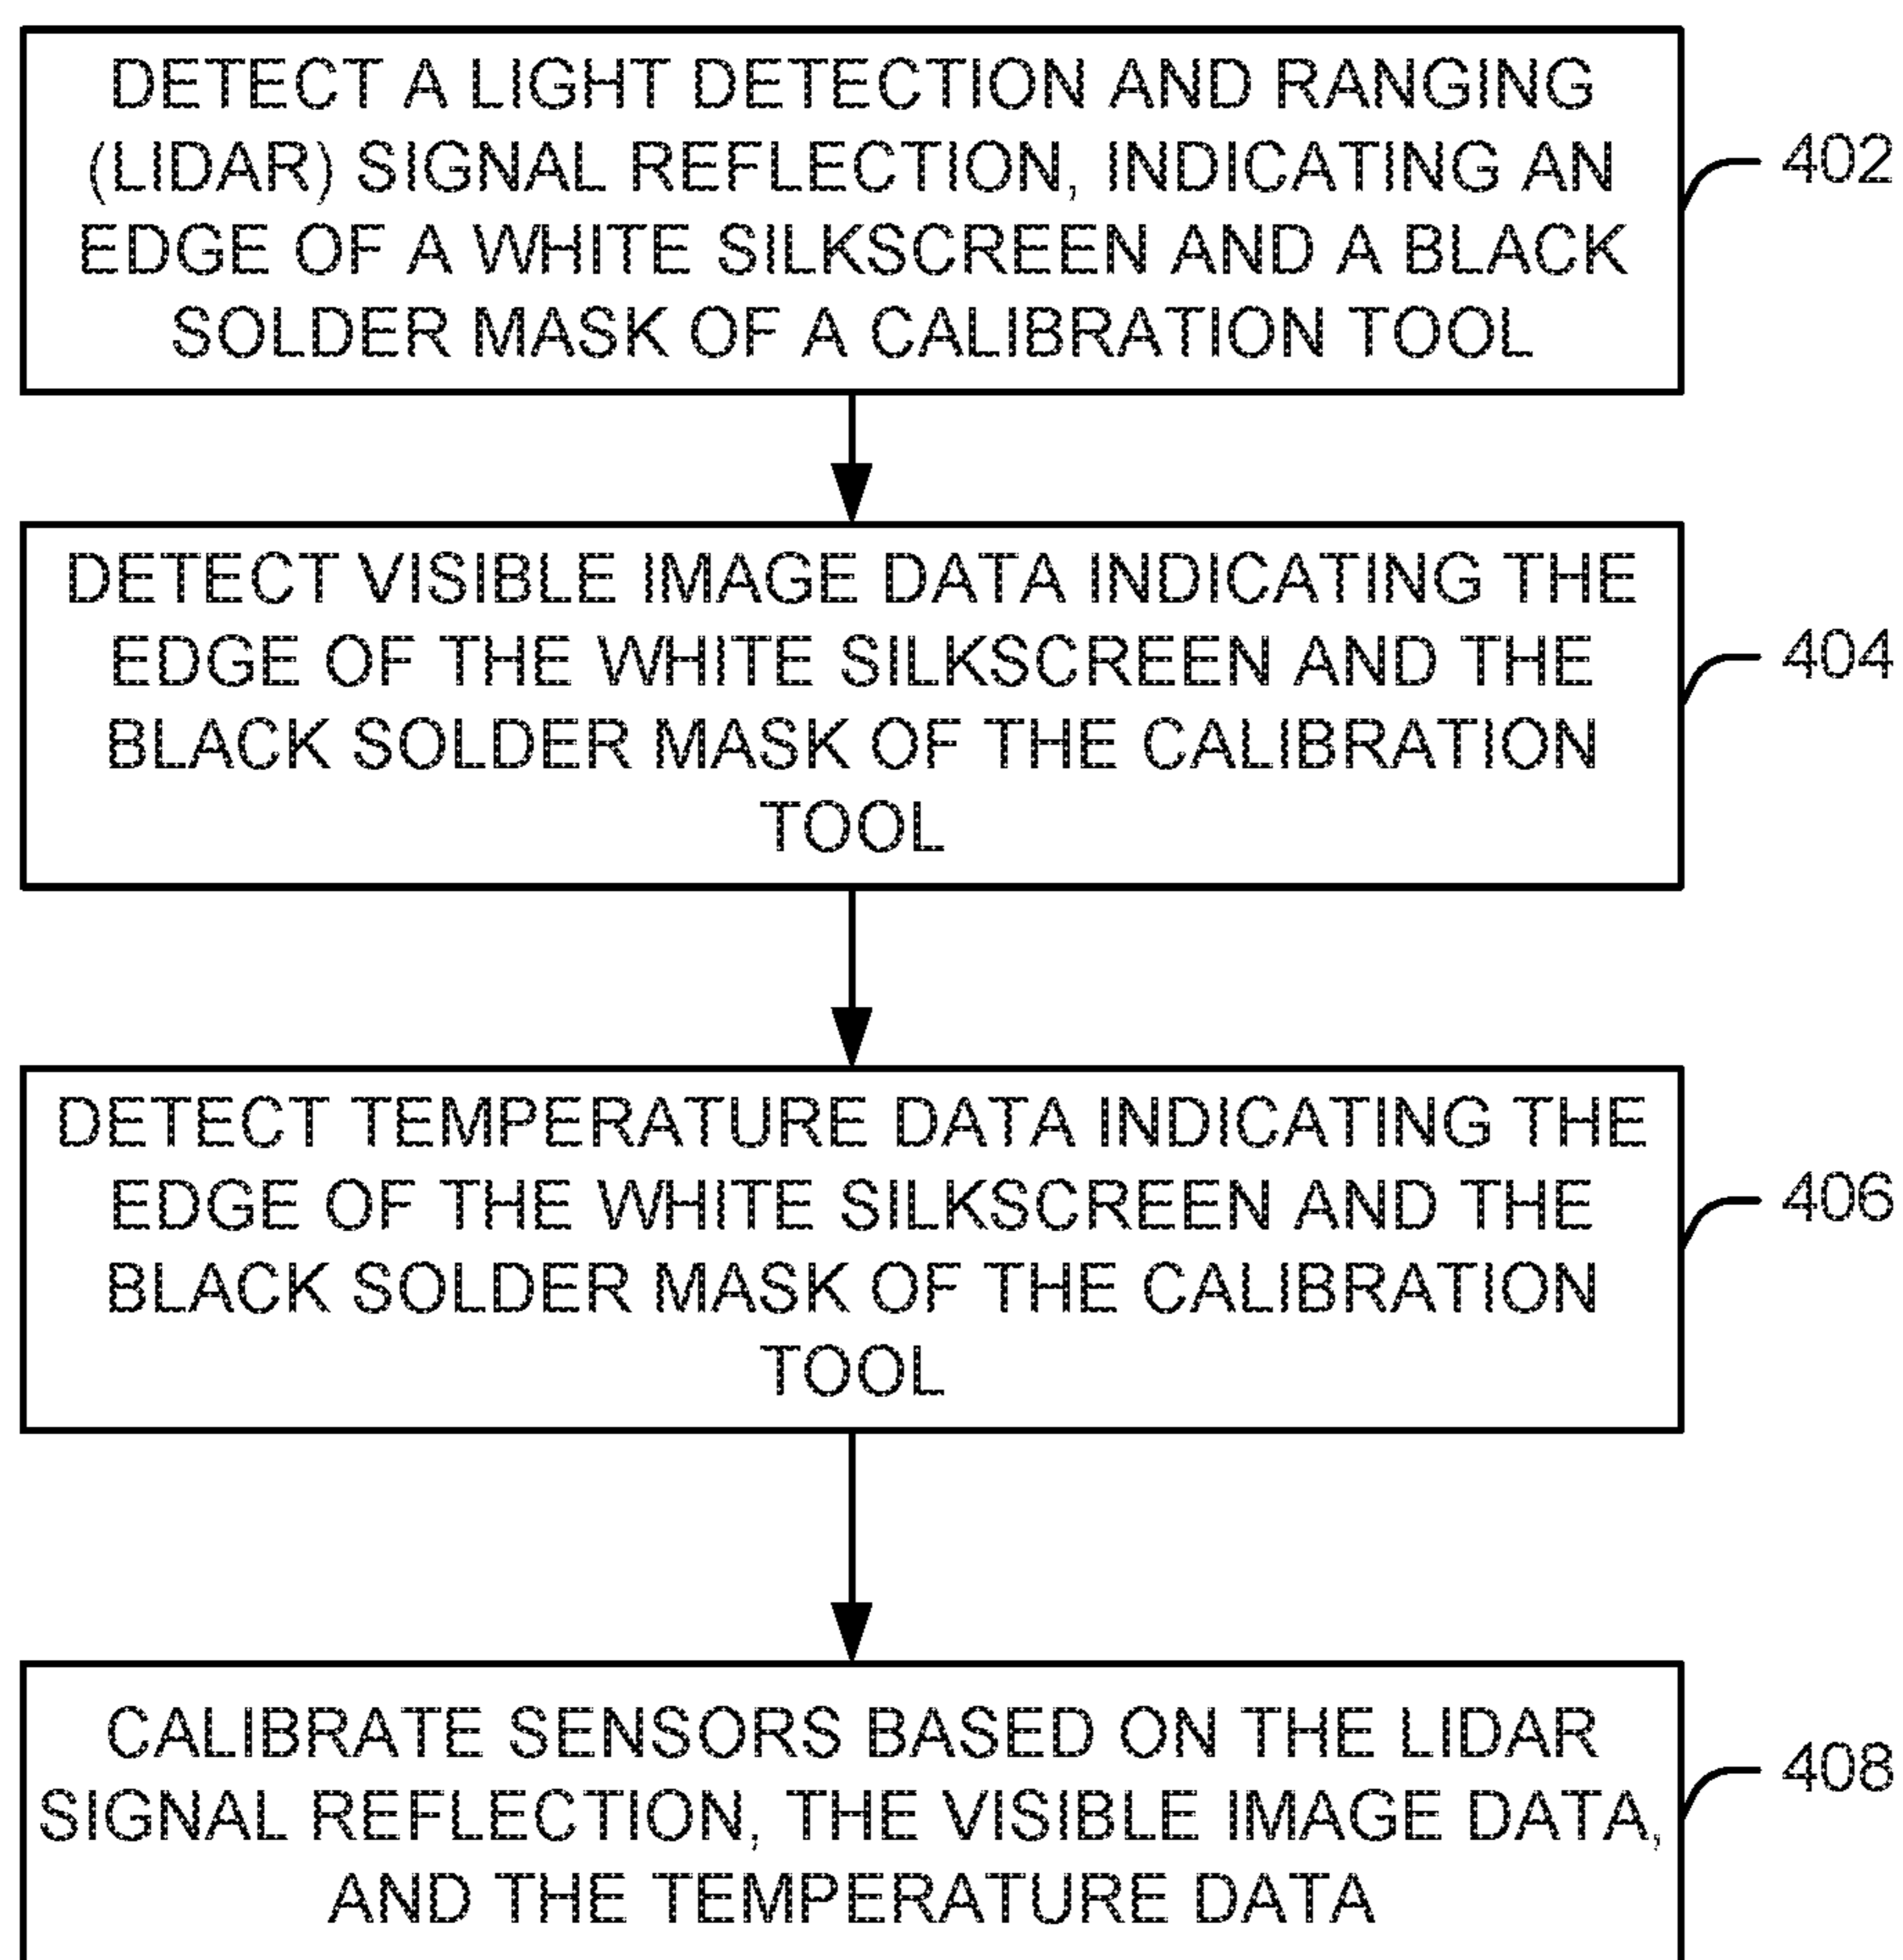 DETECT A LIGHT DETECTION AND RANGING
(LIDAR) SIGNAL REFLECTION, INDICATING AN
EDGE OF A WHITE SILKSCREEN AND A BLACK
SOLDER MASK OF A CALIBRATION TOOL
402
DETECT VISIBLE IMAGE DATA INDICATING THE
EDGE OF THE WHITE SILKSCREEN AND THE
BLACK SOLDER MASK OF THE CALIBRATION
TOOL
404
DETECT TEMPERATURE DATA INDICATING THE
EDGE OF THE WHITE SILKSCREEN AND THE
BLACK SOLDER MASK OF THE CALIBRATION
TOOL
406
CALIBRATE SENSORS BASED ON THE LIDAR
SIGNAL REFLECTION, THE VISIBLE IMAGE DATA,
AND THE TEMPERATURE DATA
408